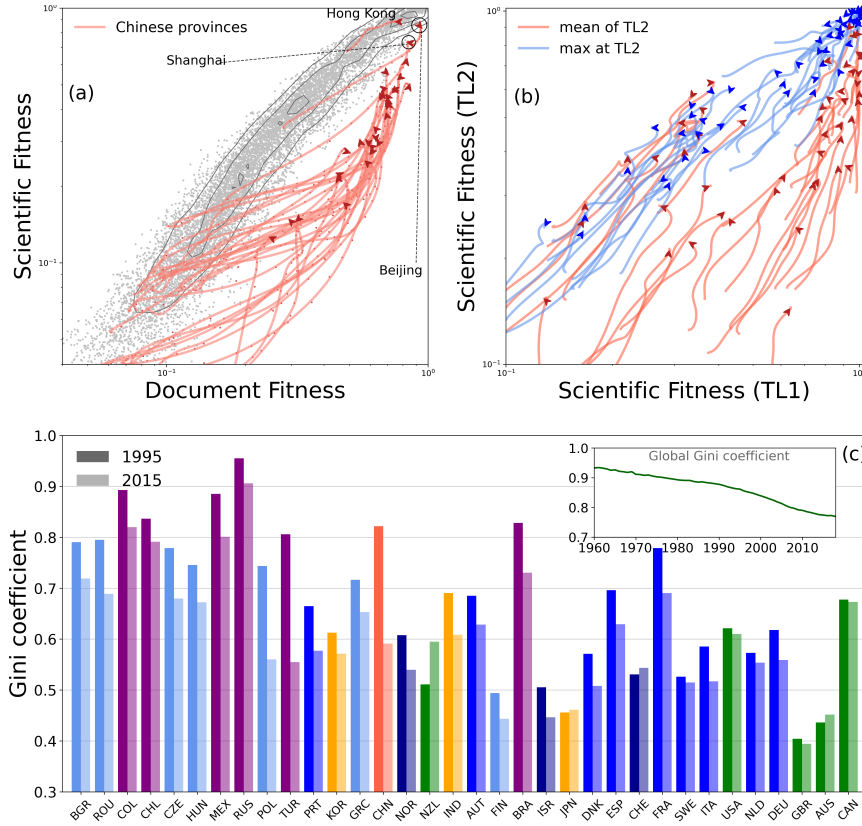 10⁰
Hong Kong
Chinese provinces
Shanghai
(a)
Beijing
10⁻¹
10⁻¹
10⁰
Scientific Fitness
Document Fitness
10⁰
mean of TL2
max at TL2
(b)
10⁻¹
10⁻¹
10
Scientific Fitness (TL2)
Scientific Fitness (TL1)
1.0
0.9
0.8
0.7
0.6
0.5
0.4
0.3
Gini coefficient
1995
2015
(c)
Global Gini coefficient
1.0
0.9
0.8
0.7
1960 1970 1980 1990 2000 2010
BGR ROU COL CHL CZE HUN MEX RUS POL TUR PRT KOR GRC CHN NOR NZL IND AUT FIN BRA ISR JPN DNK ESP CHE FRA SWE ITA USA NLD DEU GBR AUS CAN